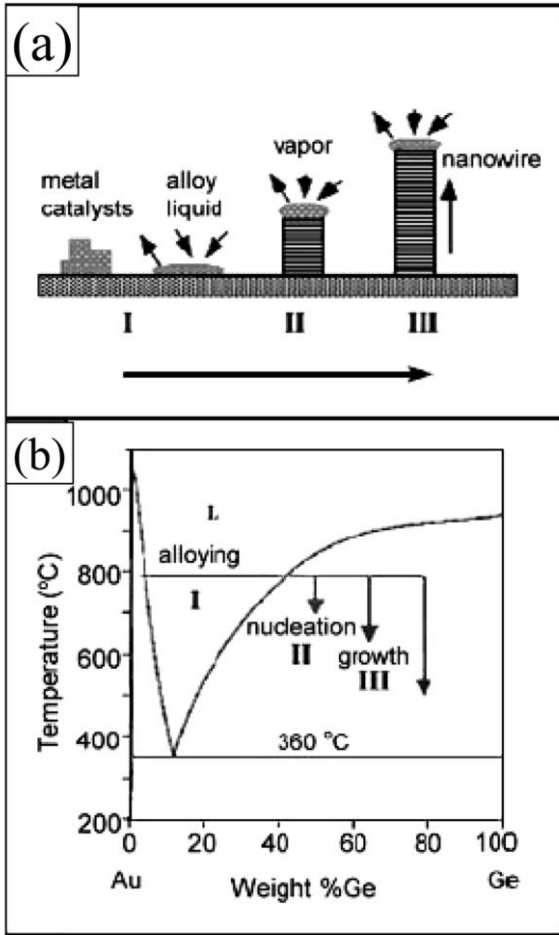 (a)
metal
catalysts
alloy
liquid
vapor
nanowire
I
II
III
(b)
Temperature (°C)
1000
800
600
400
200
L
alloying
I
nucleation
II
growth
III
360 °C
0 20 40 60 80 100
Au Weight %Ge Ge